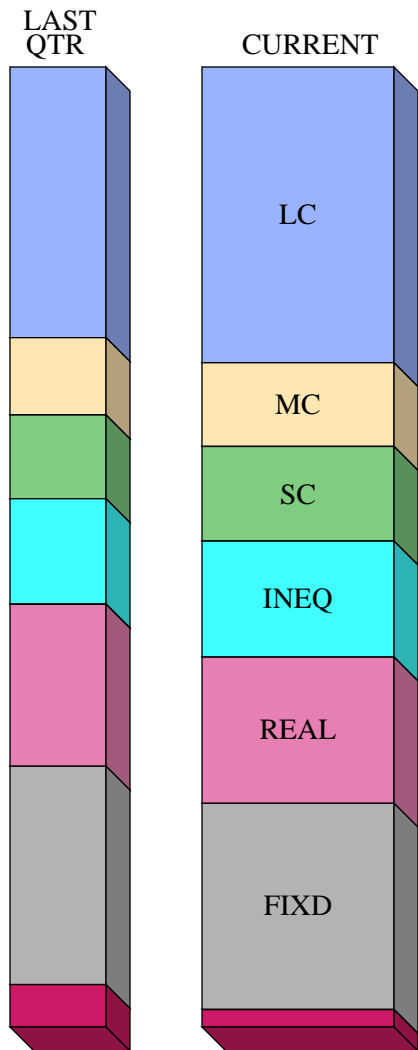 LAST
QTR
CURRENT
LC
MC
SC
INEQ
REAL
FIXD